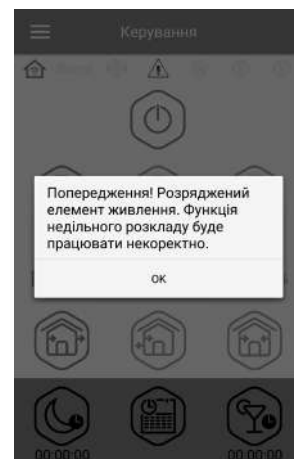 Керування
Попередження! Розряджений
елемент живлення. Функція
недільного розкладу буде
працювати некоректно.
ОК
00:00:00 00:00:00